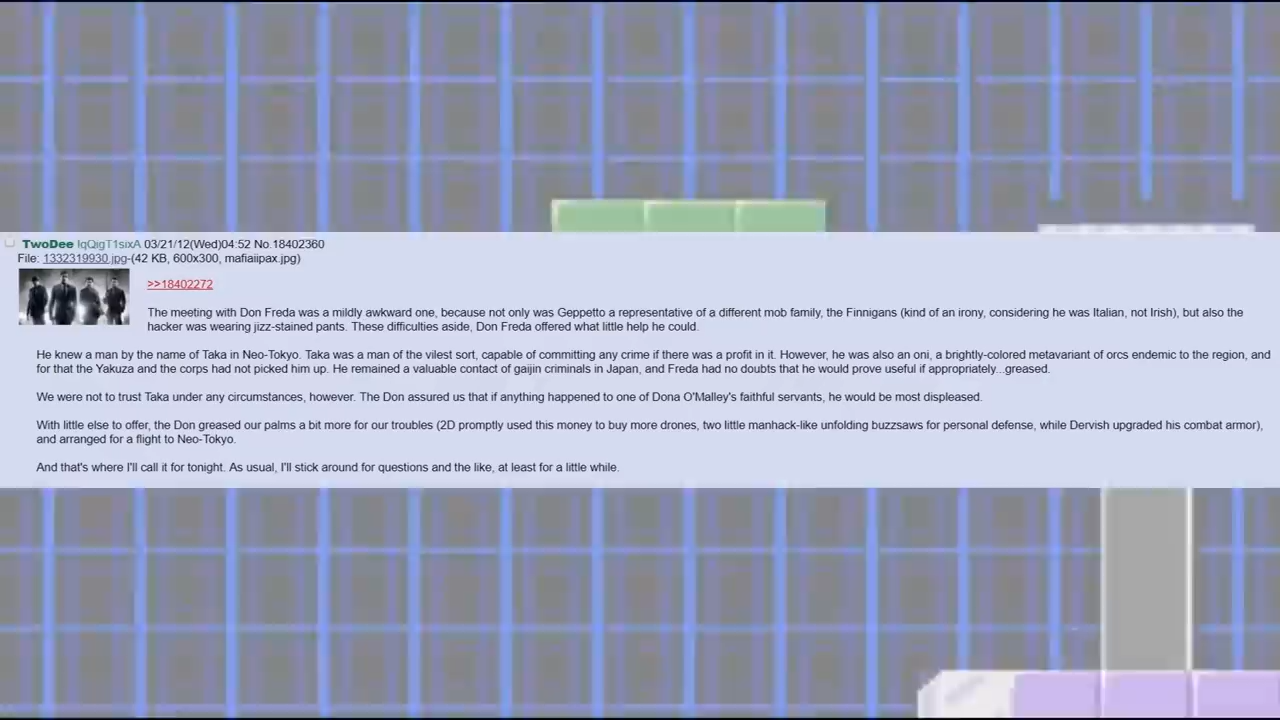 TwoDee !qQigT1sixA 03/21/12(Wed)04:52 No.18402360
File: 1332319930.jpg-(42 KB, 600x300, mafiaiipax.jpg)
>>18402272
The meeting with Don Freda was a mildly awkward one, because not only was Geppetto a representative of a different mob family, the Finnigans (kind of an irony, considering he was Italian, not Irish), but also the
hacker was wearing jizz-stained pants. These difficulties aside, Don Freda offered what little help he could.
He knew a man by the name of Taka in Neo-Tokyo. Taka was a man of the vilest sort, capable of committing any crime if there was a profit in it. However, he was also an oni, a brightly-colored metavariant of orcs endemic to the region, and
for that the Yakuza and the corps had not picked him up. He remained a valuable contact of gaijin criminals in Japan, and Freda had no doubts that he would prove useful if appropriately...greased.
We were not to trust Taka under any circumstances, however. The Don assured us that if anything happened to one of Dona O'Malley's faithful servants, he would be most displeased.
With little else to offer, the Don greased our palms a bit more for our troubles (2D promptly used this money to buy more drones, two little manhack-like unfolding buzzsaws for personal defense, while Dervish upgraded his combat armor),
and arranged for a flight to Neo-Tokyo.
And that's where I'll call it for tonight. As usual, I'll stick around for questions and the like, at least for a little while.